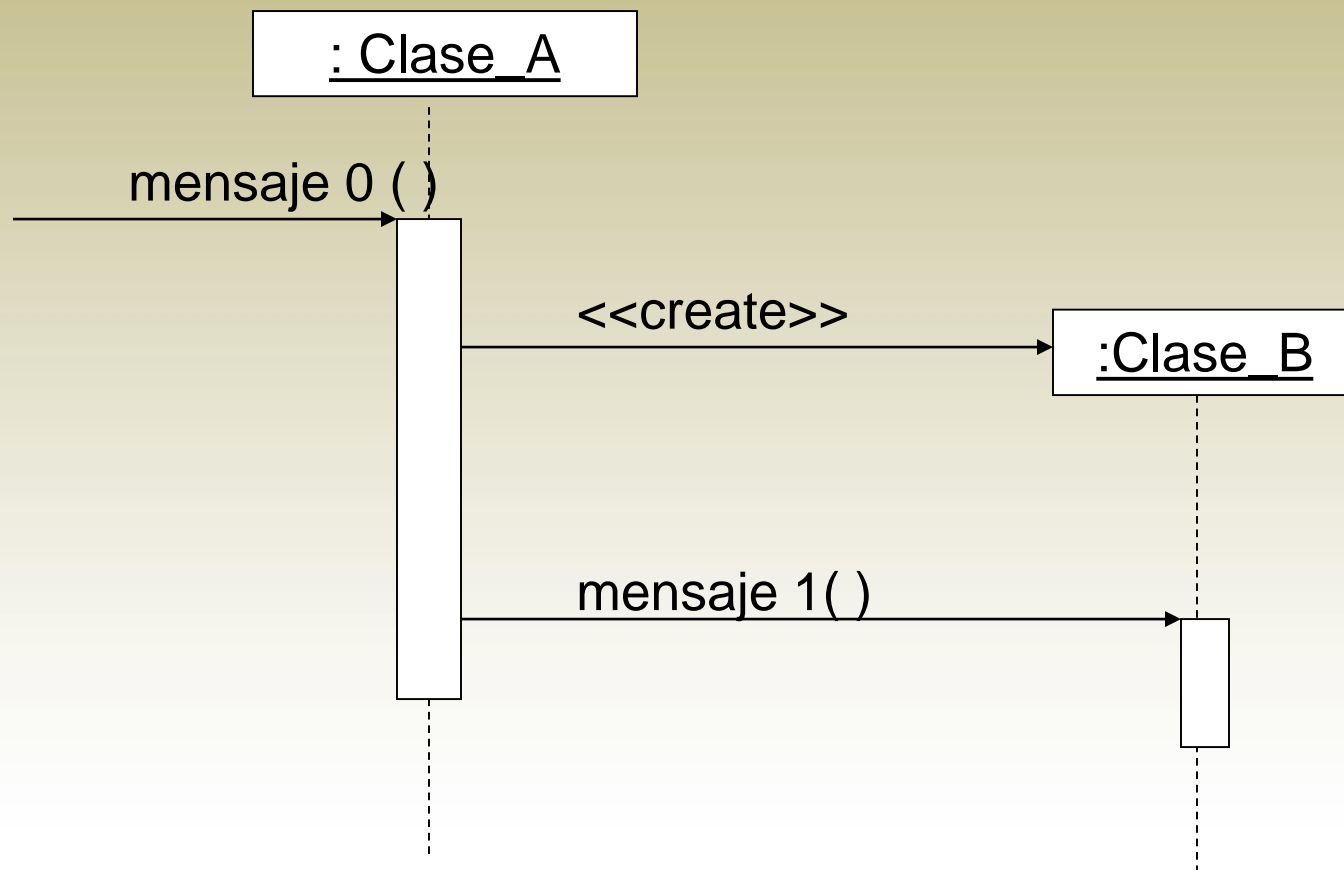 : Clase_A
mensaje 0 ( )
<<create>>
:Clase_B
mensaje 1( )